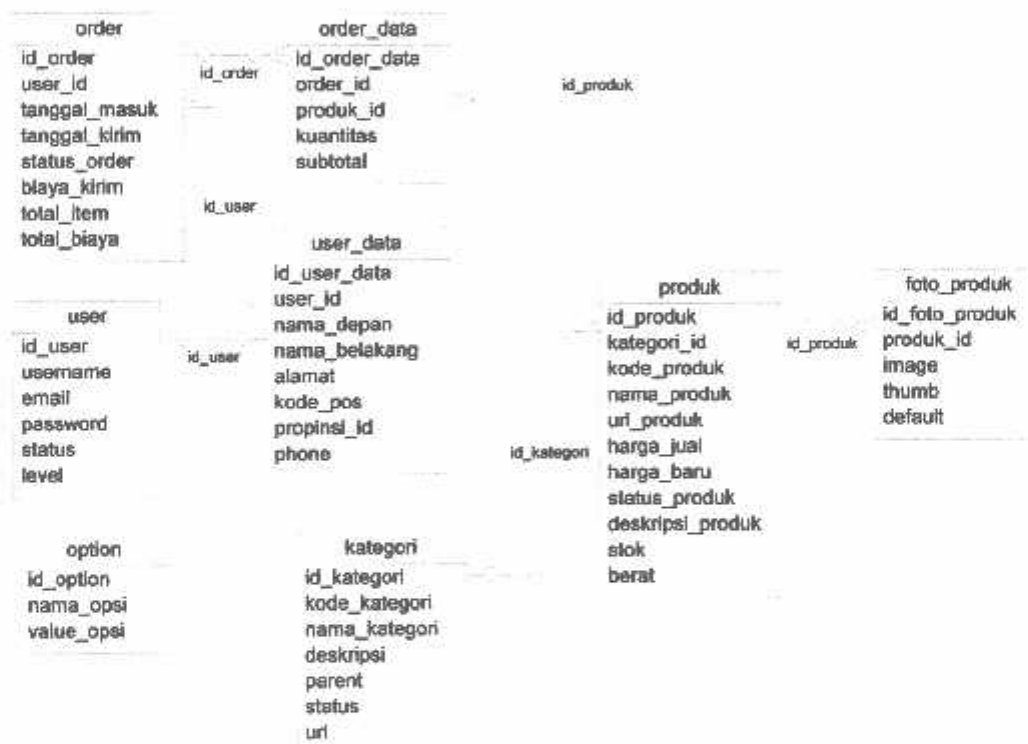 order
id_order
user_id
tanggal_masuk
tanggal_kirim
status_order
biaya_kirim
total_item
total_biaya
id_order
order_data
id_order_data
order_id
produk_id
kuantitas
subtotal
id_produk
id_user
user_data
id_user_data
user_id
nama_depan
nama_belakang
alamat
kode_pos
propinsi_id
phone
user
id_user
username
email
password
status
level
id_user
produk
id_produk
kategori_id
kode_produk
nama_produk
url_produk
harga_jual
harga_baru
status_produk
deskripsi_produk
stok
berat
id_produk
foto_produk
id_foto_produk
produk_id
image
thumb
default
id_kategori
option
id_option
nama_opsi
value_opsi
kategori
id_kategori
kode_kategori
nama_kategori
deskripsi
parent
status
url